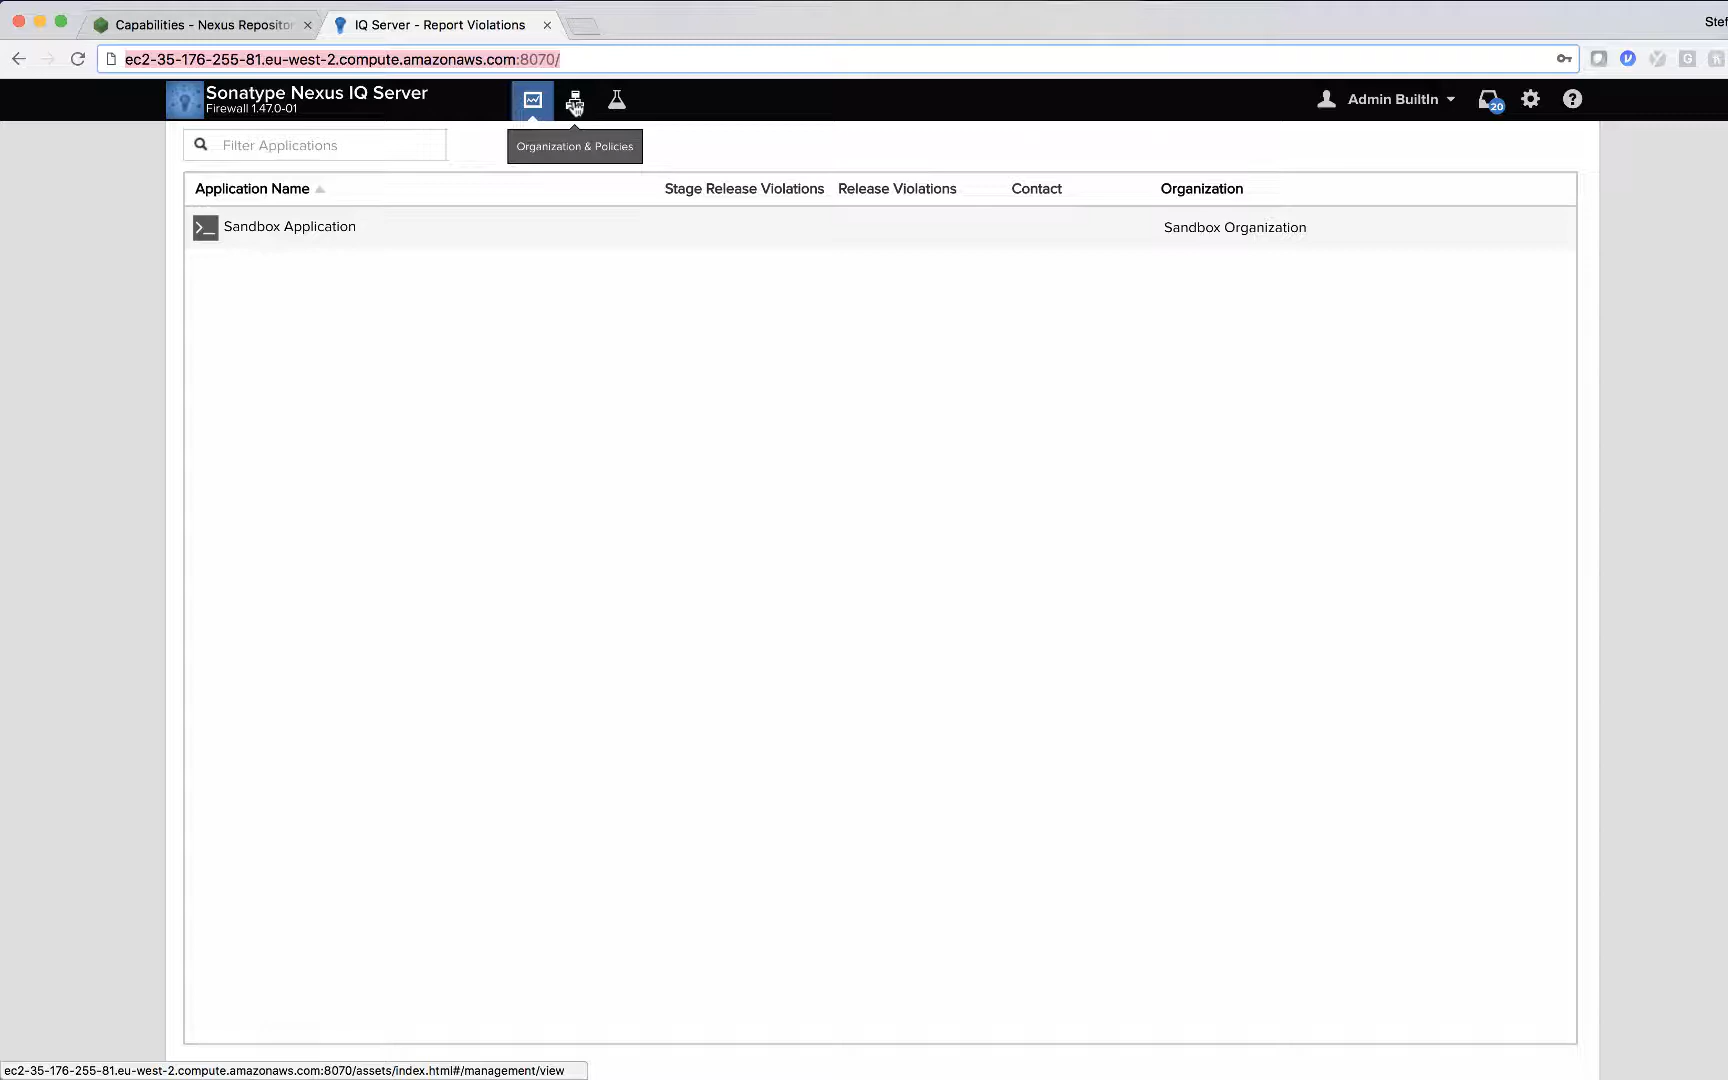 Capabilities - Nexus Repositor
IQ Server - Report Violations
Stef
ec2-35-176-255-81.eu-west-2.compute.amazonaws.com:8070/
Sonatype Nexus IQ Server
Firewall 1.47.0-01
Admin BuiltIn
20
Filter Applications
Organization & Policies
Application Name Stage Release Violations Release Violations Contact Organization
Sandbox Application Sandbox Organization
ec2-35-176-255-81.eu-west-2.compute.amazonaws.com:8070/assets/index.html#/management/view